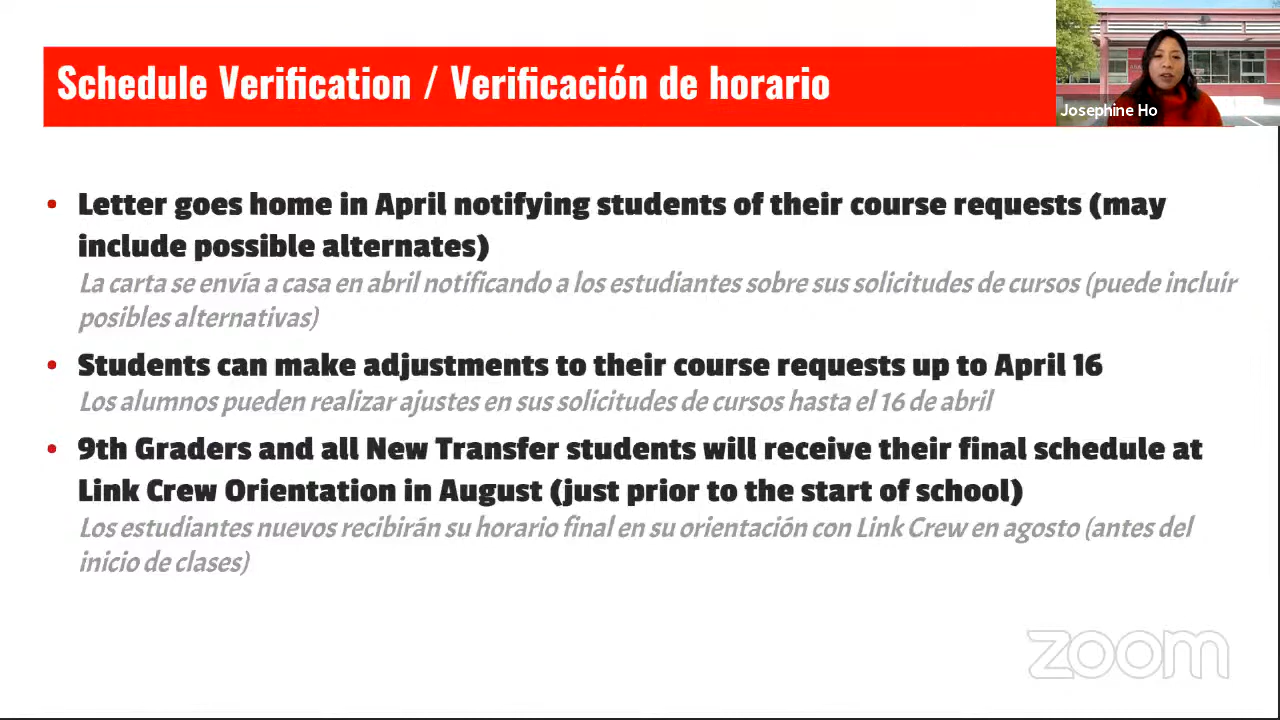 Schedule Verification / Verificación de horario
Josephine Ho
• Letter goes home in April notifying students of their course requests (may
include possible alternates)
La carta se envía a casa en abril notificando a los estudiantes sobre sus solicitudes de cursos (puede incluir
posibles alternativas)
• Students can make adjustments to their course requests up to April 16
Los alumnos pueden realizar ajustes en sus solicitudes de cursos hasta el 16 de abril
• 9th Graders and all New Transfer students will receive their final schedule at
Link Crew Orientation in August (just prior to the start of school)
Los estudiantes nuevos recibirán su horario final en su orientación con Link Crew en agosto (antes del
inicio de clases)
zoom